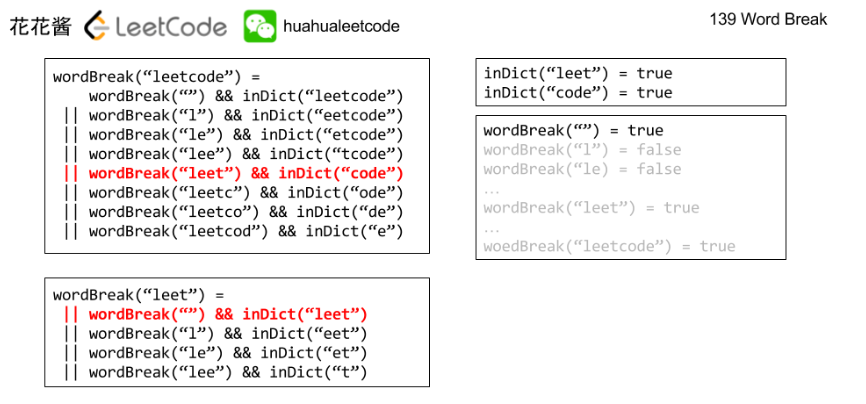 花花酱 LeetCode huahualeetcode
139 Word Break
wordBreak(“leetcode”) =
wordBreak(“”) && inDict(“leetcode”)
|| wordBreak(“l”) && inDict(“eetcode”)
|| wordBreak(“le”) && inDict(“etcode”)
|| wordBreak(“lee”) && inDict(“tcode”)
|| wordBreak(“leet”) && inDict(“code”)
|| wordBreak(“leetc”) && inDict(“ode”)
|| wordBreak(“leetco”) && inDict(“de”)
|| wordBreak(“leetcod”) && inDict(“e”)
wordBreak(“leet”) =
|| wordBreak(“”) && inDict(“leet”)
|| wordBreak(“l”) && inDict(“eet”)
|| wordBreak(“le”) && inDict(“et”)
|| wordBreak(“lee”) && inDict(“t”)
inDict(“leet”) = true
inDict(“code”) = true
wordBreak(“”) = true
wordBreak(“l”) = false
wordBreak(“le) = false
…
wordBreak(“leet”) = true
…
woedBreak(“leetcode”) = true